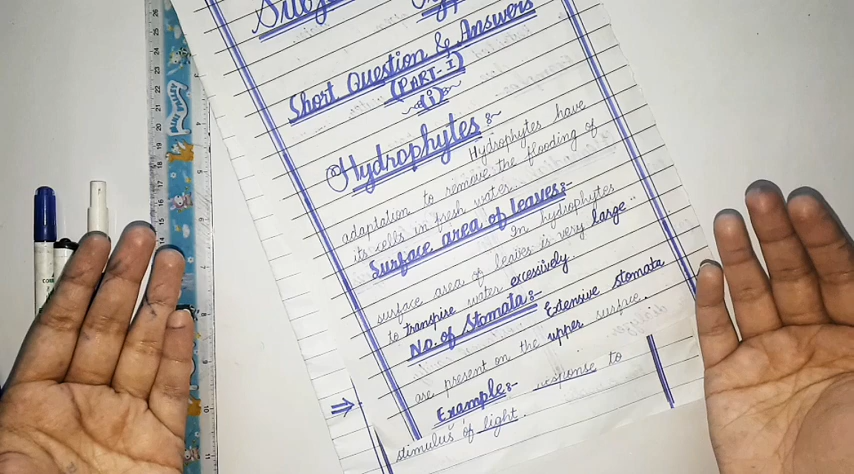 Short Question & Answers
(PART-I)
(i)
Hydrophytes:~
Hydrophytes have
adaptation to remove the flooding of
its cells in fresh water.
Surface area of leaves:-
In hydrophytes
surface area of leaves is very large
to transpire water excesively.
No. of Stomata:-
Extensive stomata
are present on the upper surface.
Example:-
response to
stimulus of light.